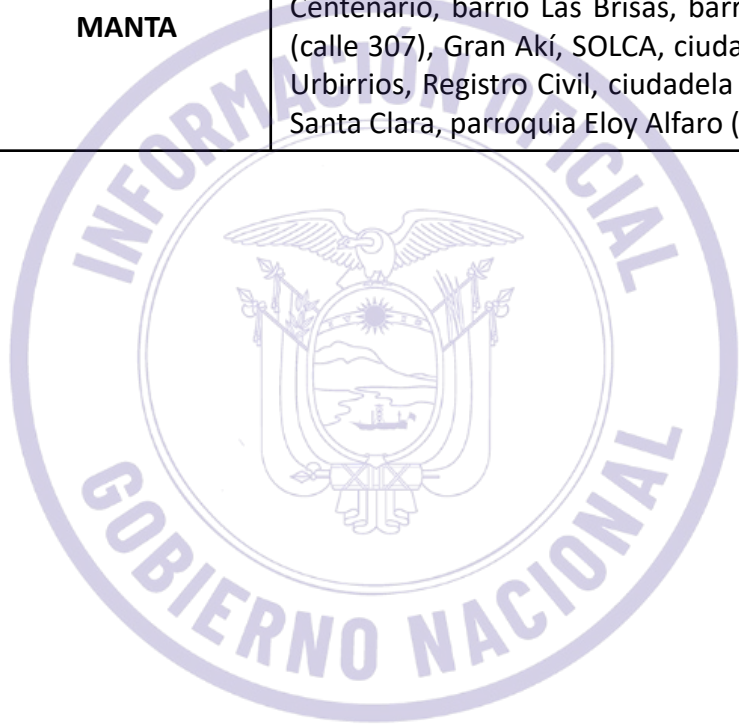 MANTA
Centenario, barrio Las Brisas,
(calle 307), Gran Akí, SOLCA,
Urbirrios, Registro Civil, ciudadela
Santa Clara, parroquia Eloy Alfaro (
INFORMACIÓN OFICIAL
GOBIERNO NACIONAL